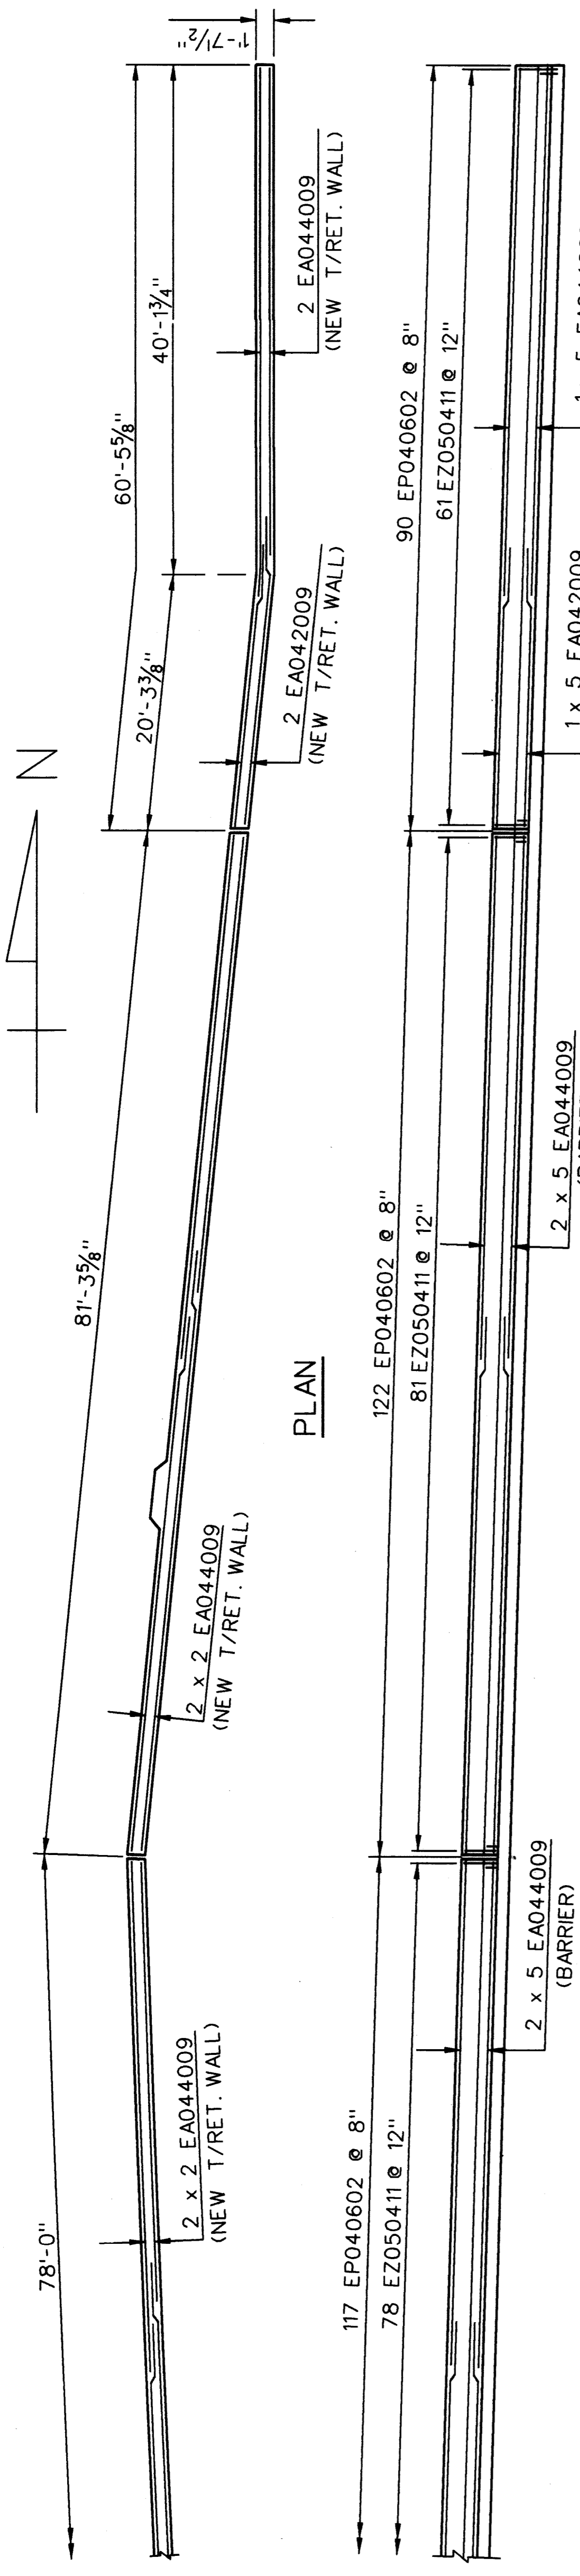 1'-7½"
60'-5⅝"
40'-1¾"
20'-3⅜"
81'-3⅝"
78'-0"
N
2 EA044009
(NEW T/RET. WALL)
2 EA042009
(NEW T/RET. WALL)
2 x 2 EA044009
(NEW T/RET. WALL)
2 x 2 EA044009
(NEW T/RET. WALL)
PLAN
90 EP040602 @ 8"
61 EZ050411 @ 12"
122 EP040602 @ 8"
81 EZ050411 @ 12"
117 EP040602 @ 8"
78 EZ050411 @ 12"
1 x 5 EA042009
2 x 5 EA044009
2 x 5 EA044009
(BARRIER)